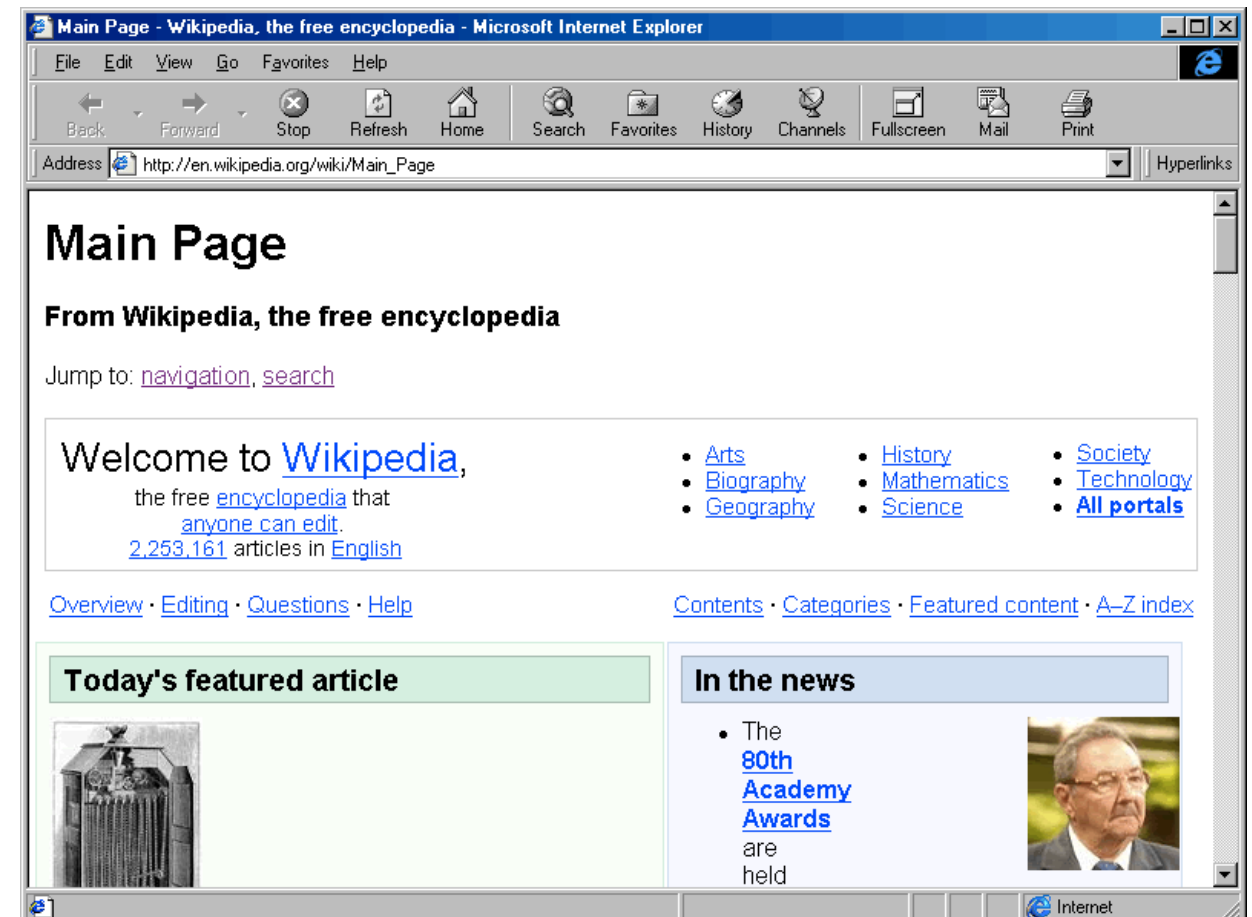 Main Page - Wikipedia, the free encyclopedia - Microsoft Internet Explorer
File Edit View Go Favorites Help
Back Forward Stop Refresh Home Search Favorites History Channels Fullscreen Mail Print
Address http://en.wikipedia.org/wiki/Main_Page Hyperlinks
Main Page
From Wikipedia, the free encyclopedia
Jump to: navigation, search
Welcome to Wikipedia,
the free encyclopedia that
anyone can edit.
2,253,161 articles in English
• Arts
• Biography
• Geography
• History
• Mathematics
• Science
• Society
• Technology
• All portals
Overview · Editing · Questions · Help
Contents · Categories · Featured content · A–Z index
Today's featured article
In the news
• The
80th
Academy
Awards
are
held
Internet